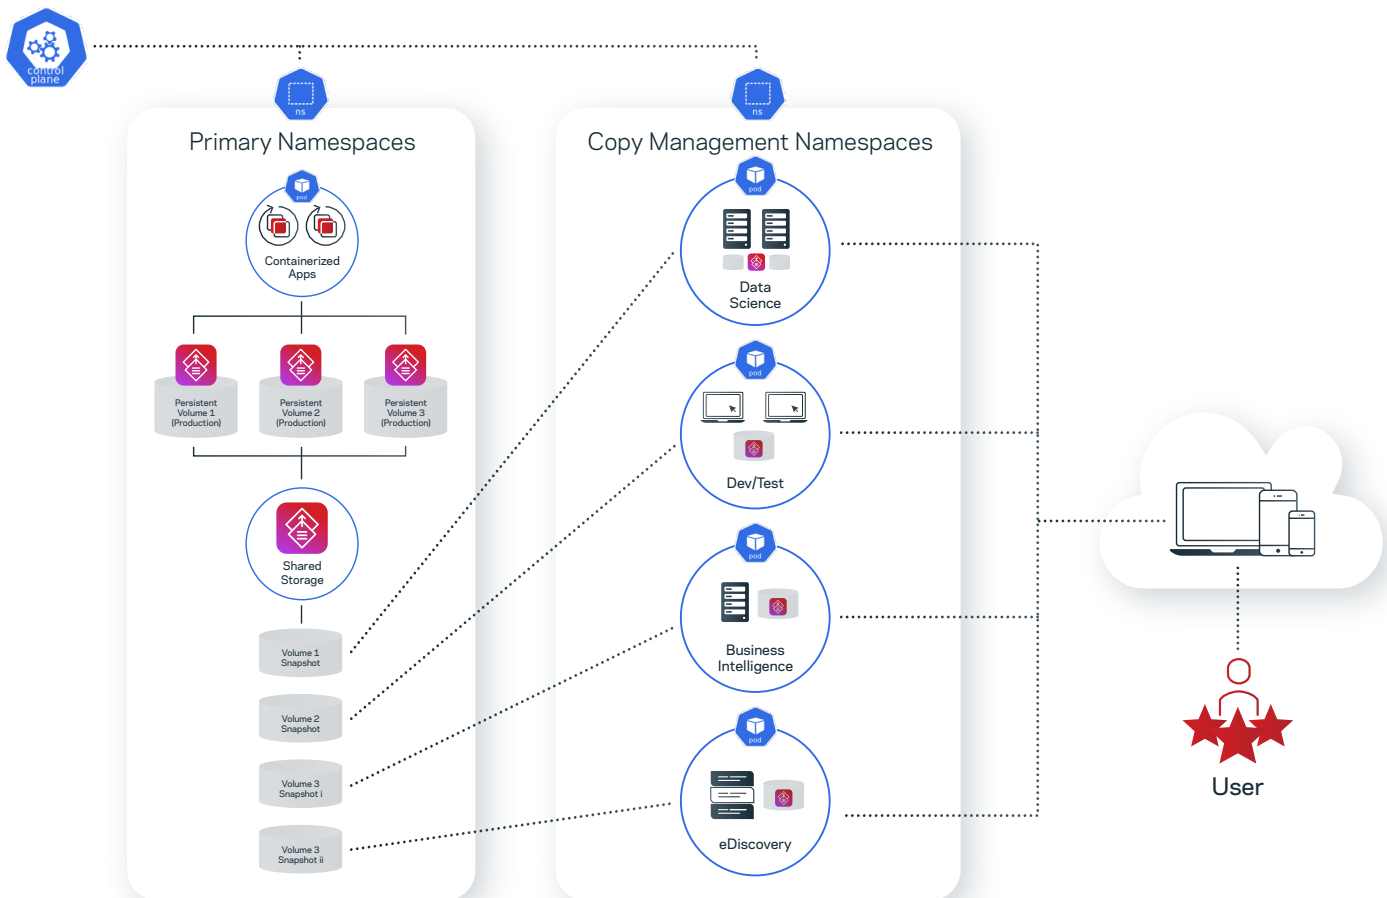 control
plane
ns
ns
Primary Namespaces
Copy Management Namespaces
pod
Containerized
Apps
Persistent
Volume 1
(Production)
Persistent
Volume 2
(Production)
Persistent
Volume 3
(Production)
Shared
Storage
Volume 1
Snapshot
Volume 2
Snapshot
Volume 3
Snapshot i
Volume 3
Snapshot ii
pod
Data
Science
pod
Dev/Test
pod
Business
Intelligence
pod
eDiscovery
User